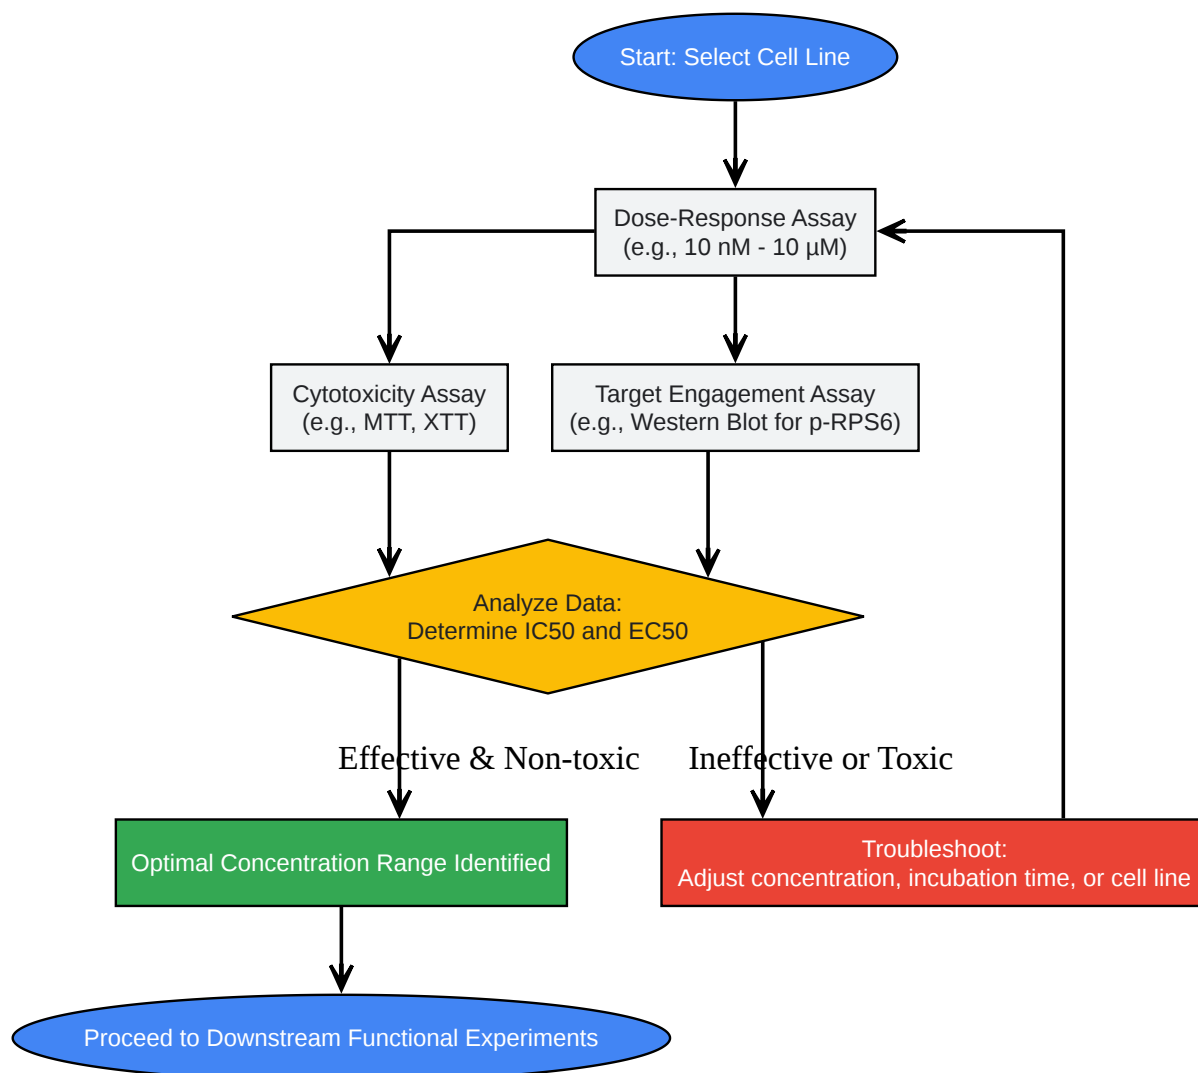 Start: Select Cell Line
Dose-Response Assay
(e.g., 10 nM - 10 µM)
Cytotoxicity Assay
(e.g., MTT, XTT)
Target Engagement Assay
(e.g., Western Blot for p-RPS6)
Analyze Data:
Determine IC50 and EC50
Effective & Non-toxic
Ineffective or Toxic
Optimal Concentration Range Identified
Troubleshoot:
Adjust concentration, incubation time, or cell line
Proceed to Downstream Functional Experiments